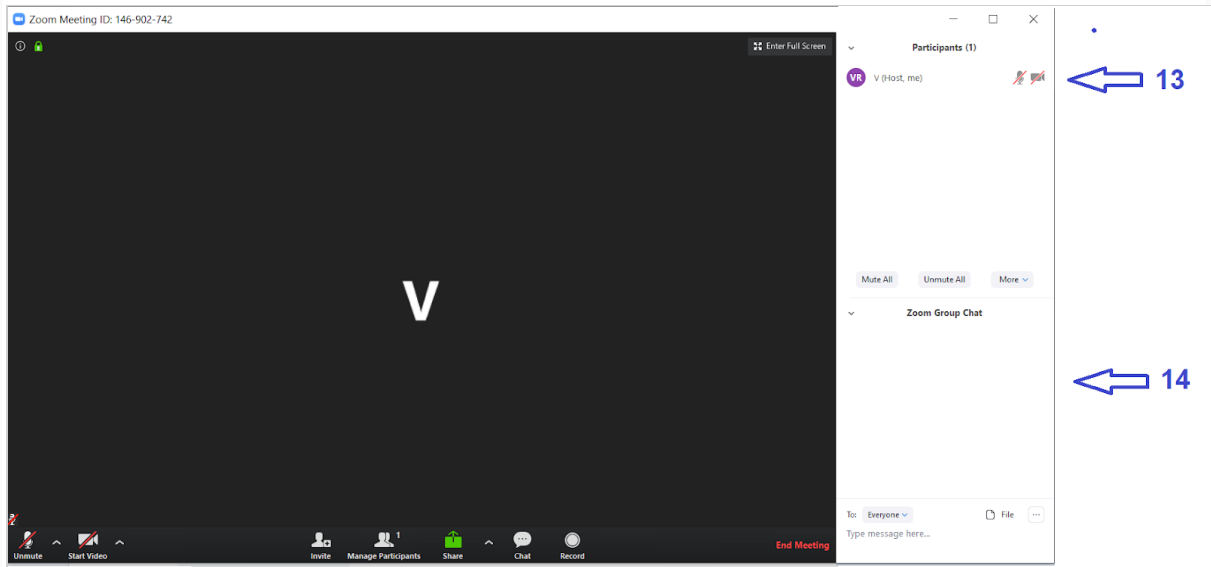 Zoom Meeting ID: 146-902-742
Enter Full Screen
Participants (1)
VR V (Host, me)
13
Mute All Unmute All More
V
Zoom Group Chat
14
To: Everyone File ...
Type message here...
Unmute Start Video Invite Manage Participants 1 Share Chat Record End Meeting